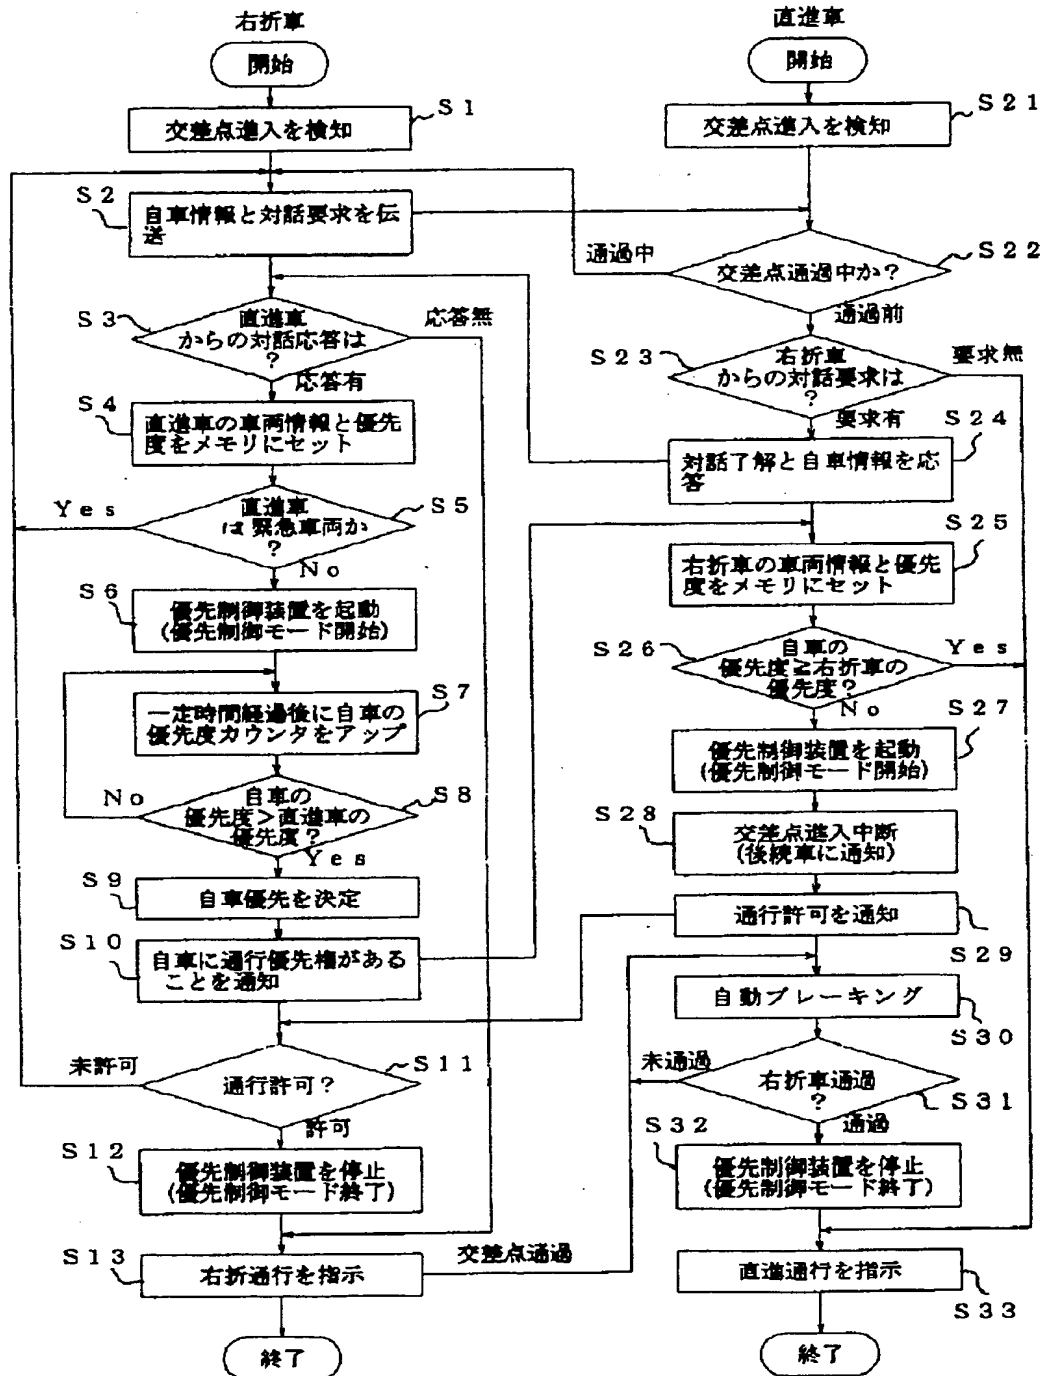 右折車
開始
S1
交差点進入を検知
S2
自車情報と対話要求を伝
送
S3
直進車
からの対話応答は
?
応答無
応答有
S4
直進車の車両情報と優先
度をメモリにセット
Yes
直進車
は緊急車両か
?
S5
No
S6
優先制御装置を起動
(優先制御モード開始)
S7
一定時間経過後に自車の
優先度カウンタをアップ
No
自車の
優先度>直進車の
優先度?
S8
Yes
S9
自車優先を決定
S10
自車に通行優先権がある
ことを通知
未許可
通行許可?
S11
許可
S12
優先制御装置を停止
(優先制御モード終了)
S13
右折通行を指示
交差点通過
終了
直進車
開始
S21
交差点進入を検知
通過中
交差点通過中か?
S22
通過前
S23
右折車
からの対話要求は
?
要求無
要求有
S24
対話了解と自車情報を応
答
S25
右折車の車両情報と優先
度をメモリにセット
S26
自車の
優先度≧右折車の
優先度?
Yes
No
S27
優先制御装置を起動
(優先制御モード開始)
S28
交差点進入中断
(後続車に通知)
通行許可を通知
S29
自動ブレーキング
S30
未通過
右折車通過
?
S31
通過
S32
優先制御装置を停止
(優先制御モード終了)
直進通行を指示
S33
終了